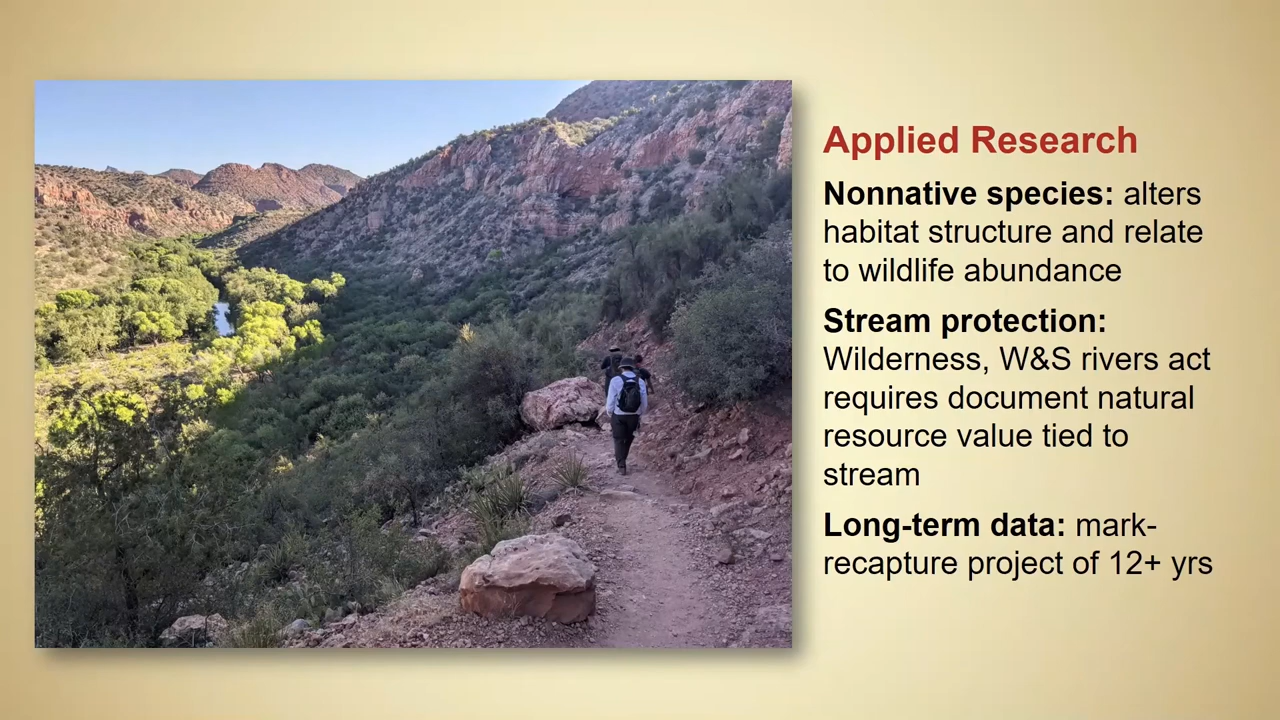 Applied Research
Nonnative species: alters
habitat structure and relate
to wildlife abundance
Stream protection:
Wilderness, W&S rivers act
requires document natural
resource value tied to
stream
Long-term data: mark-
recapture project of 12+ yrs